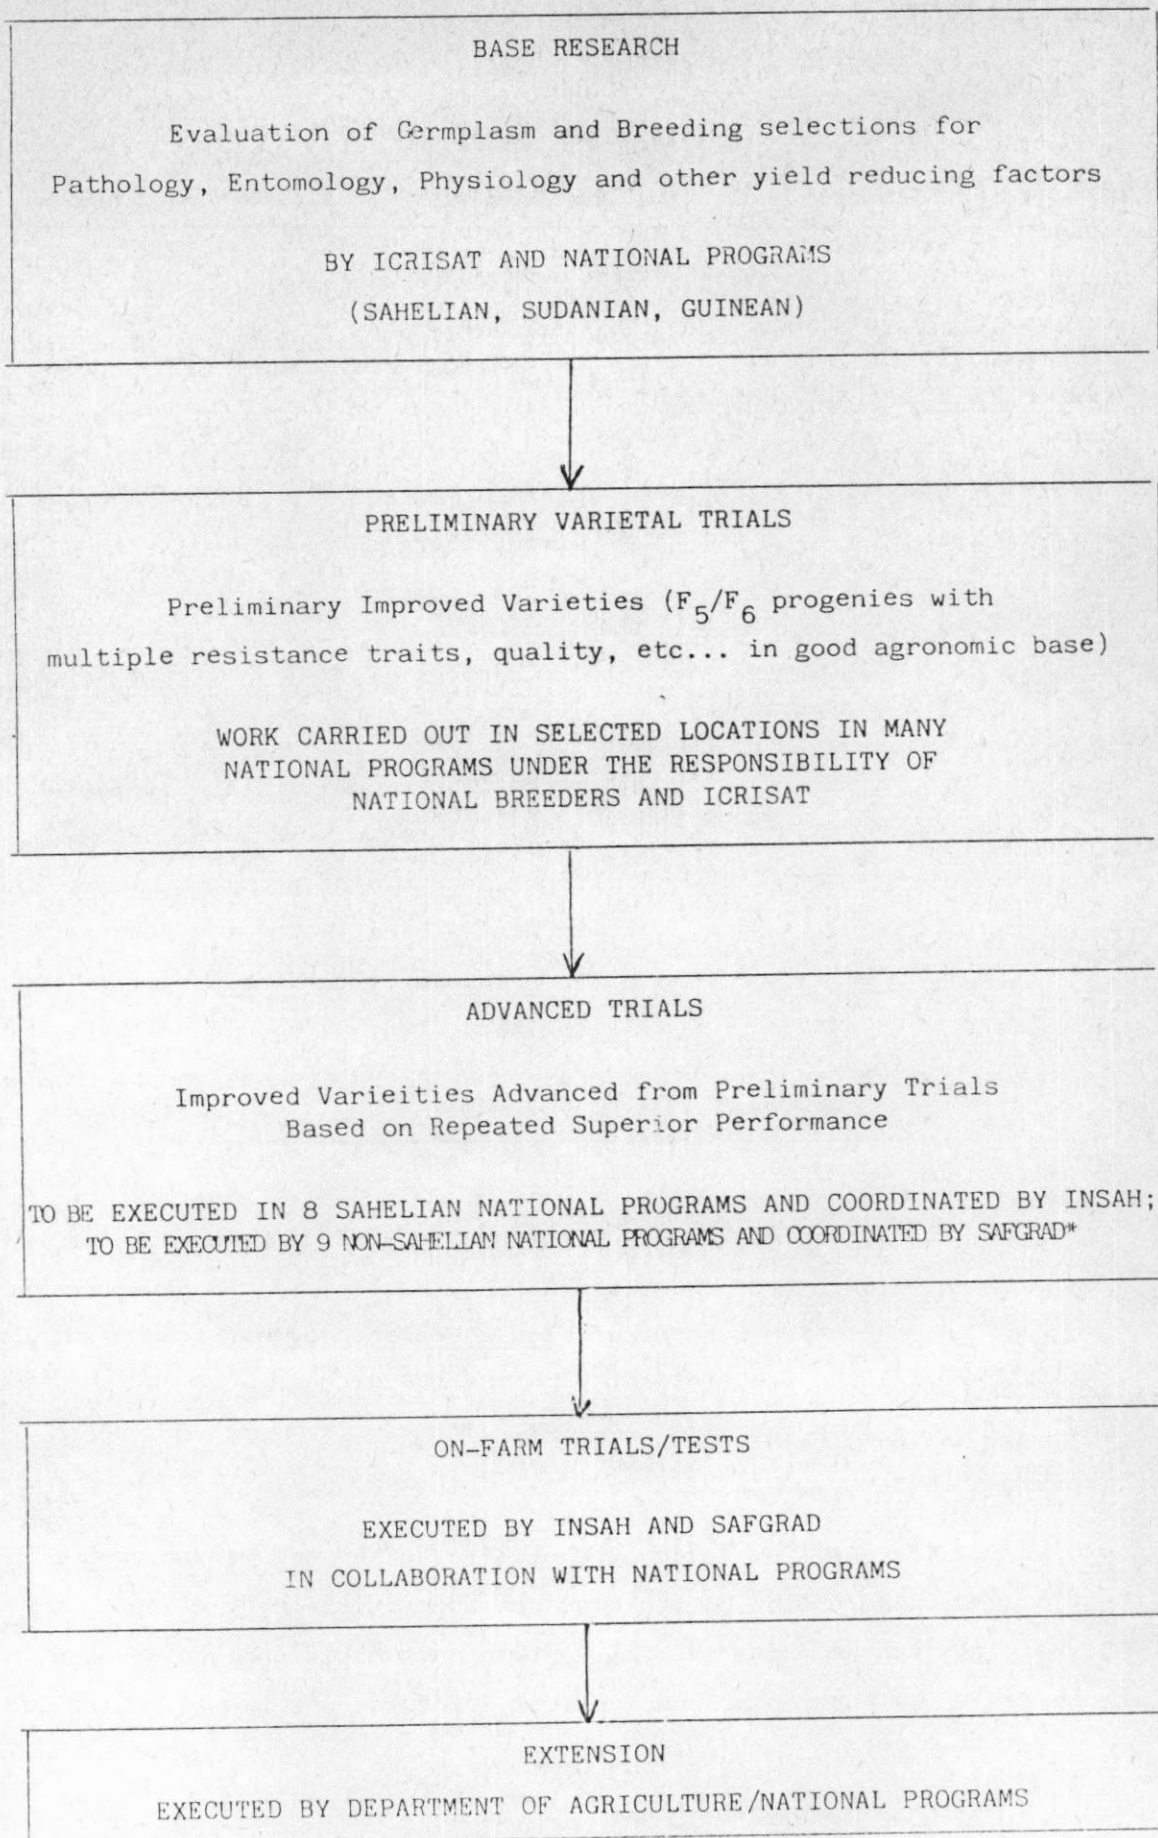 BASE RESEARCH
Evaluation of Germplasm and Breeding selections for
Pathology, Entomology, Physiology and other yield reducing factors
BY ICRISAT AND NATIONAL PROGRAMS
(SAHELIAN, SUDANIAN, GUINEAN)
PRELIMINARY VARIETAL TRIALS
Preliminary Improved Varieties (F5/F6 progenies with
multiple resistance traits, quality, etc... in good agronomic base)
WORK CARRIED OUT IN SELECTED LOCATIONS IN MANY
NATIONAL PROGRAMS UNDER THE RESPONSIBILITY OF
NATIONAL BREEDERS AND ICRISAT
ADVANCED TRIALS
Improved Varieities Advanced from Preliminary Trials
Based on Repeated Superior Performance
TO BE EXECUTED IN 8 SAHELIAN NATIONAL PROGRAMS AND COORDINATED BY INSAH;
TO BE EXECUTED BY 9 NON-SAHELIAN NATIONAL PROGRAMS AND COORDINATED BY SAFGRAD*
ON-FARM TRIALS/TESTS
EXECUTED BY INSAH AND SAFGRAD
IN COLLABORATION WITH NATIONAL PROGRAMS
EXTENSION
EXECUTED BY DEPARTMENT OF AGRICULTURE/NATIONAL PROGRAMS